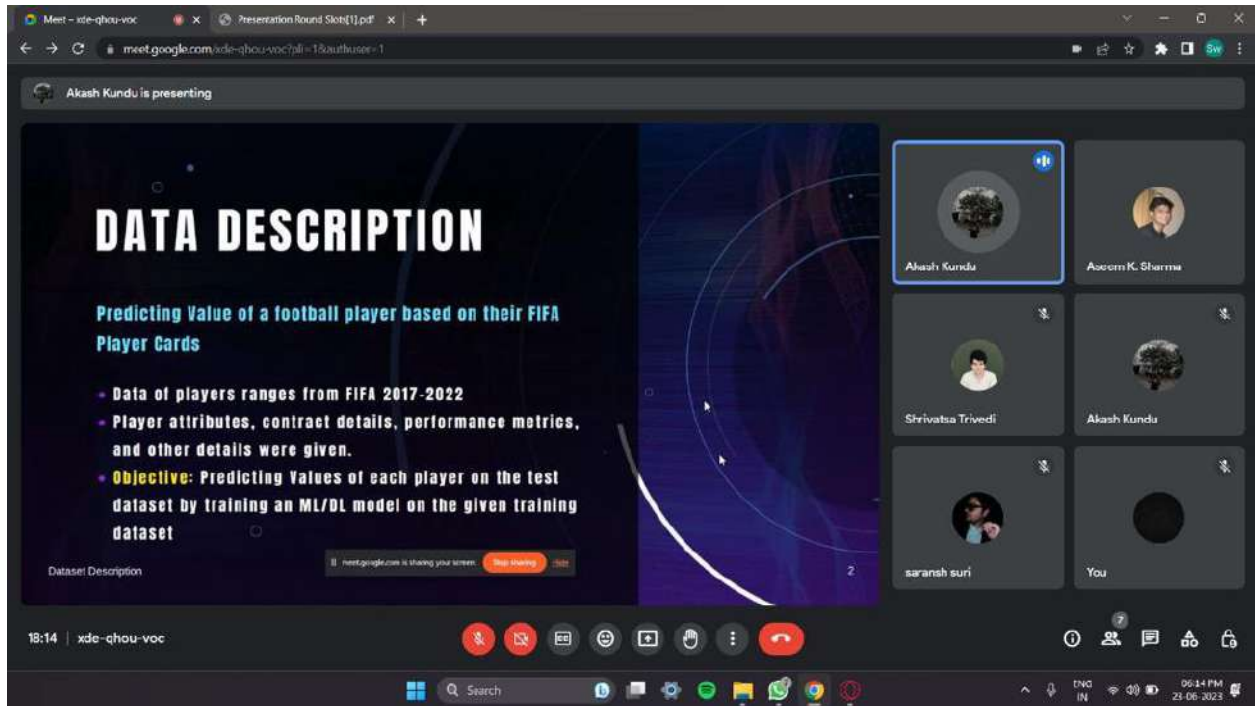 Meet – xde-qhou-voc
Presentation Round Slots[1].pdf
meet.google.com/xde-qhou-voc?pli=1&authuser=1
Sw
Akash Kundu is presenting
DATA DESCRIPTION
Predicting Value of a football player based on their FIFA
Player Cards
Data of players ranges from FIFA 2017-2022
Player attributes, contract details, performance metrics,
and other details were given.
Objective: Predicting Values of each player on the test
dataset by training an ML/DL model on the given training
dataset
meet.google.com is sharing your screen. Stop sharing Hide
Dataset Description
2
Akash Kundu
Aseem K. Sharma
Shrivatsa Trivedi
Akash Kundu
saransh suri
You
18:14 | xde-qhou-voc
7
Search
ENG
IN
06:14 PM
23-06-2023